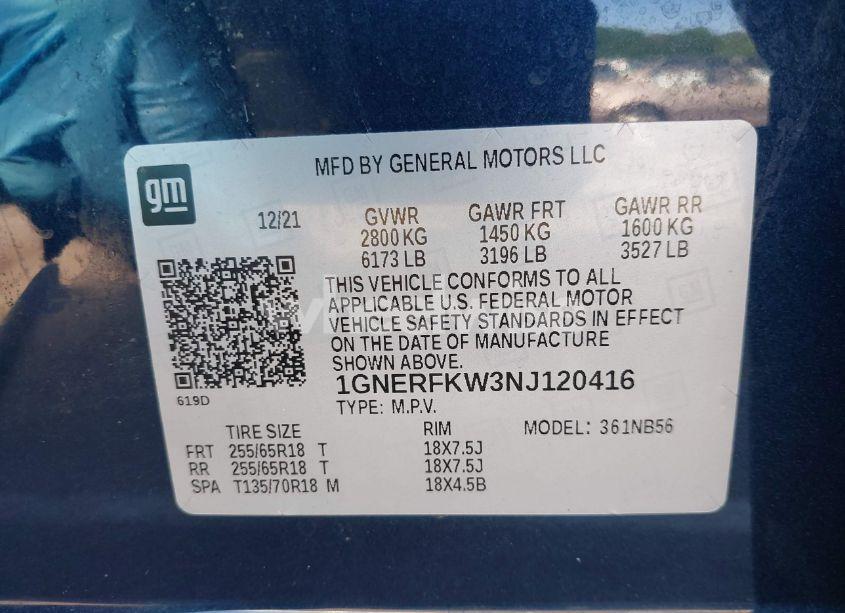 MFD BY GENERAL MOTORS LLC
gm
12/21
GVWR GAWR FRT GAWR RR
2800 KG 1450 KG 1600 KG
6173 LB 3196 LB 3527 LB
THIS VEHICLE CONFORMS TO ALL
APPLICABLE U.S. FEDERAL MOTOR
VEHICLE SAFETY STANDARDS IN EFFECT
ON THE DATE OF MANUFACTURE
SHOWN ABOVE.
1GNERFKW3NJ120416
619D
TYPE: M.P.V.
TIRE SIZE RIM MODEL: 361NB56
FRT 255/65R18 T 18X7.5J
RR 255/65R18 T 18X7.5J
SPA T135/70R18 M 18X4.5B